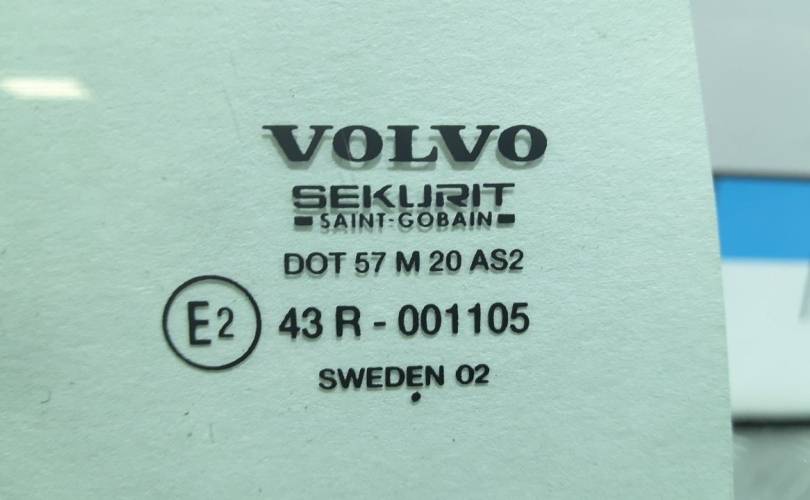 VOLVO
SEKURIT
SAINT-GOBAIN
DOT 57 M 20 AS2
E2 43 R - 001105
SWEDEN 02